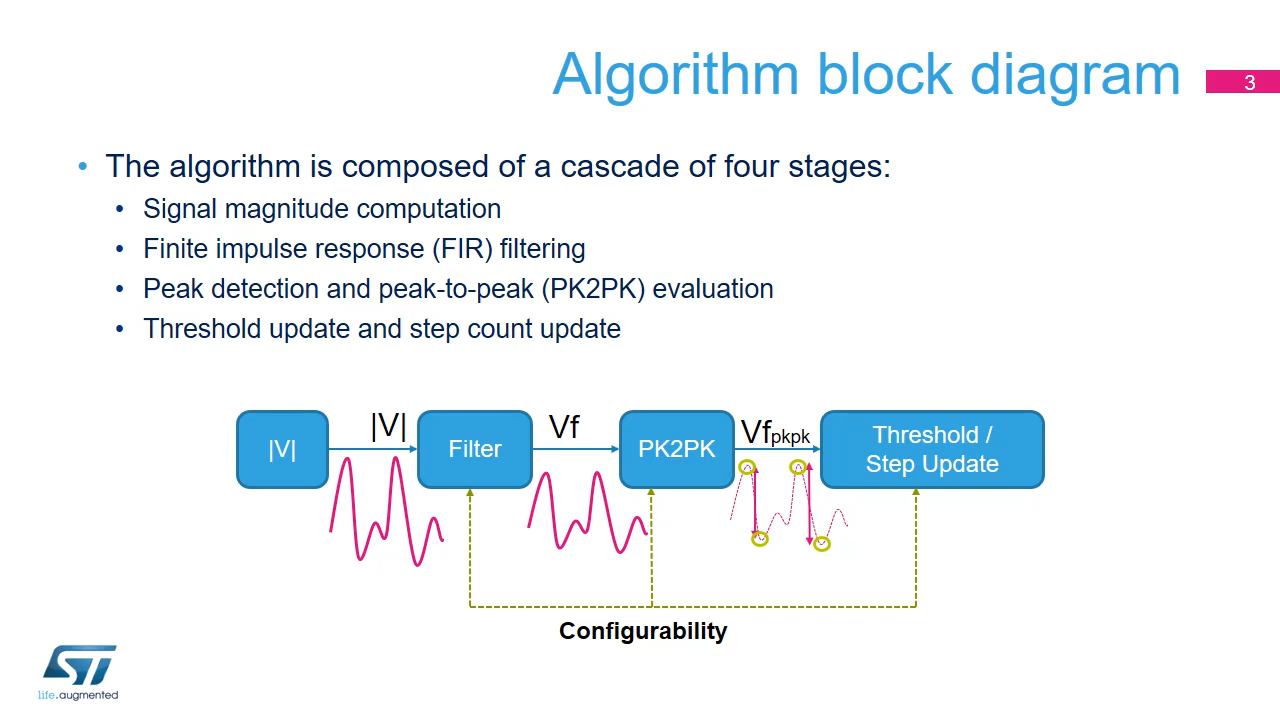 Algorithm block diagram
3
• The algorithm is composed of a cascade of four stages:
• Signal magnitude computation
• Finite impulse response (FIR) filtering
• Peak detection and peak-to-peak (PK2PK) evaluation
• Threshold update and step count update
|V|
|V|
Filter
Vf
PK2PK
Vfpkpk
Threshold /
Step Update
Configurability
ST
life.augmented